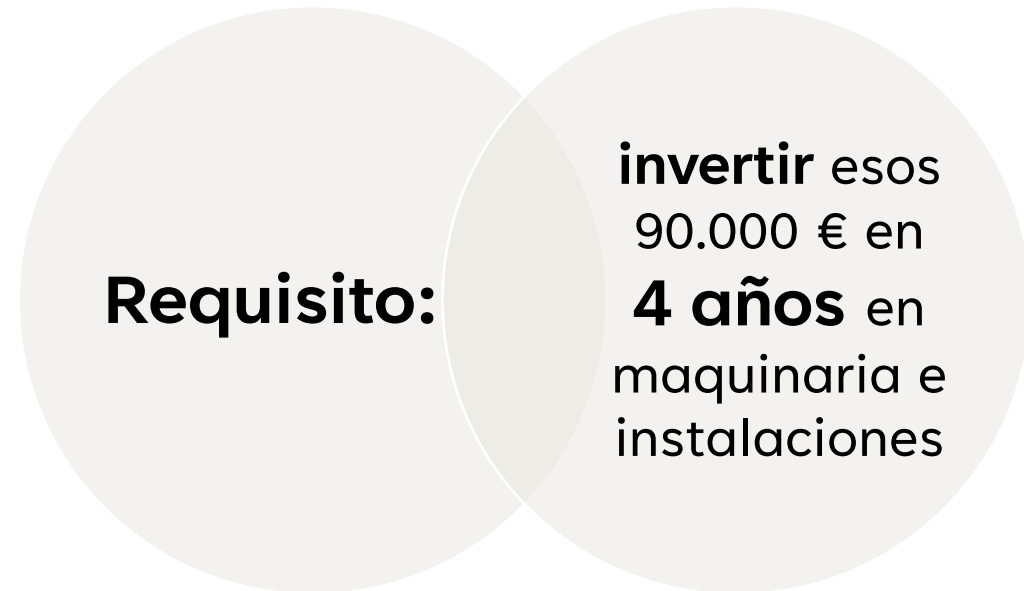 Requisito:
invertir esos
90.000 € en
4 años en
maquinaria e
instalaciones